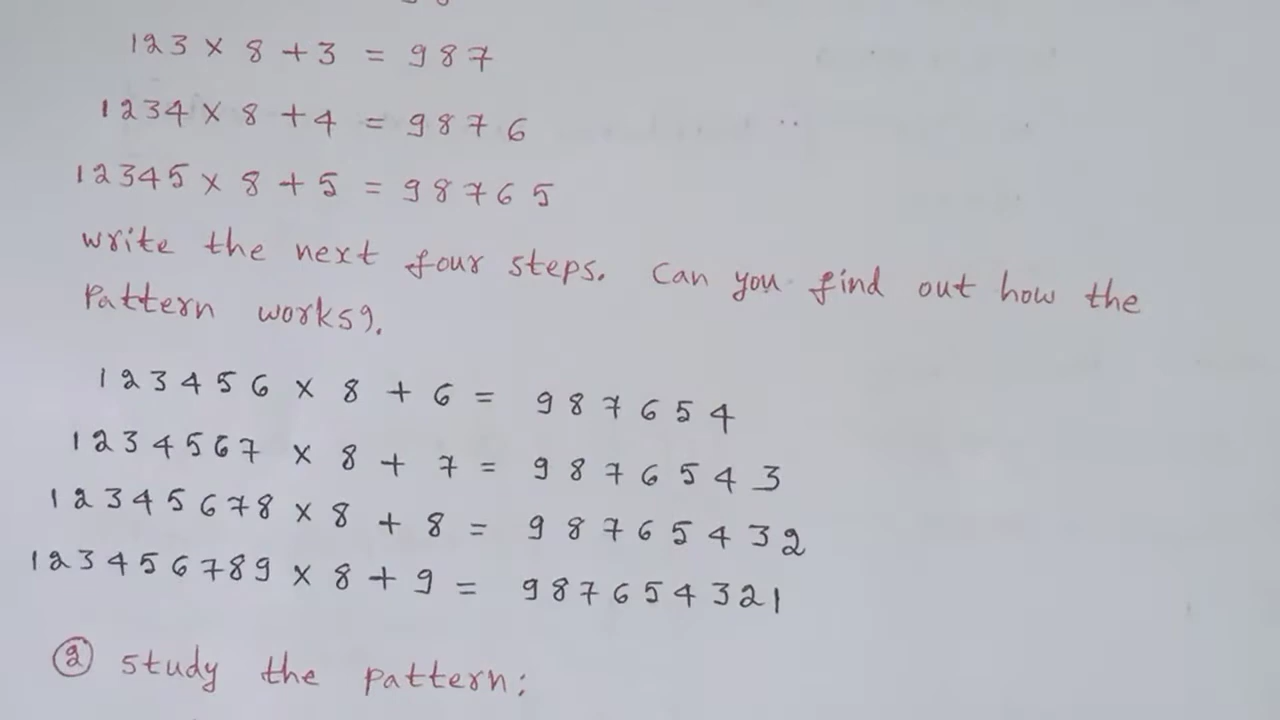 123 × 8 + 3 = 987
1234 × 8 + 4 = 9876
12345 × 8 + 5 = 98765
write the next four steps. Can you find out how the
Pattern works?.
123456 × 8 + 6 = 987654
1234567 × 8 + 7 = 9876543
12345678 × 8 + 8 = 98765432
123456789 × 8 + 9 = 987654321
② Study the pattern: